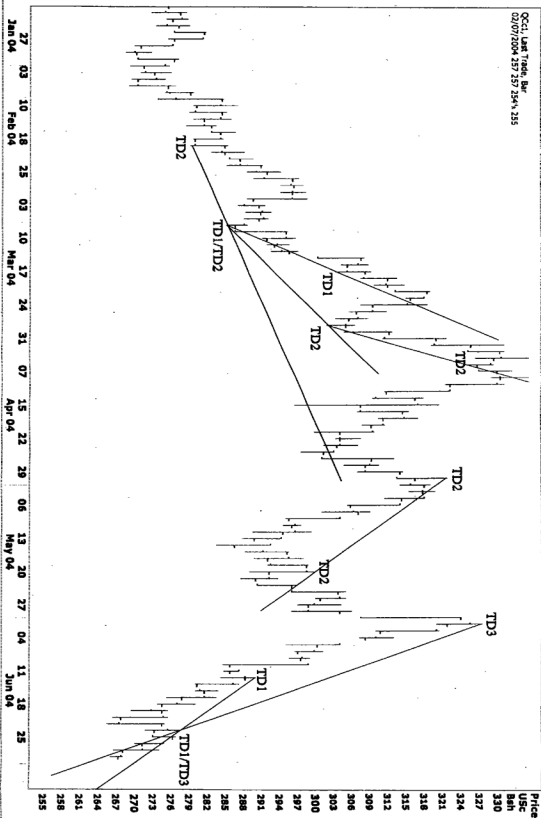 QCc1, Last Trade, Bar
02/07/2004 257 257 254¼ 255
Price
USc
Bsh
330
327
324
321
318
315
312
309
306
303
300
297
294
291
288
285
282
279
276
273
270
267
264
261
258
255
TD2
TD1/TD2
TD1
TD2
TD2
TD2
TD2
TD3
TD1
TD1/TD3
27 03 10 18 25 03 10 17 24 31 07 15 22 29 06 13 20 27 04 11 18 25
Jan 04 Feb 04 Mar 04 Apr 04 May 04 Jun 04